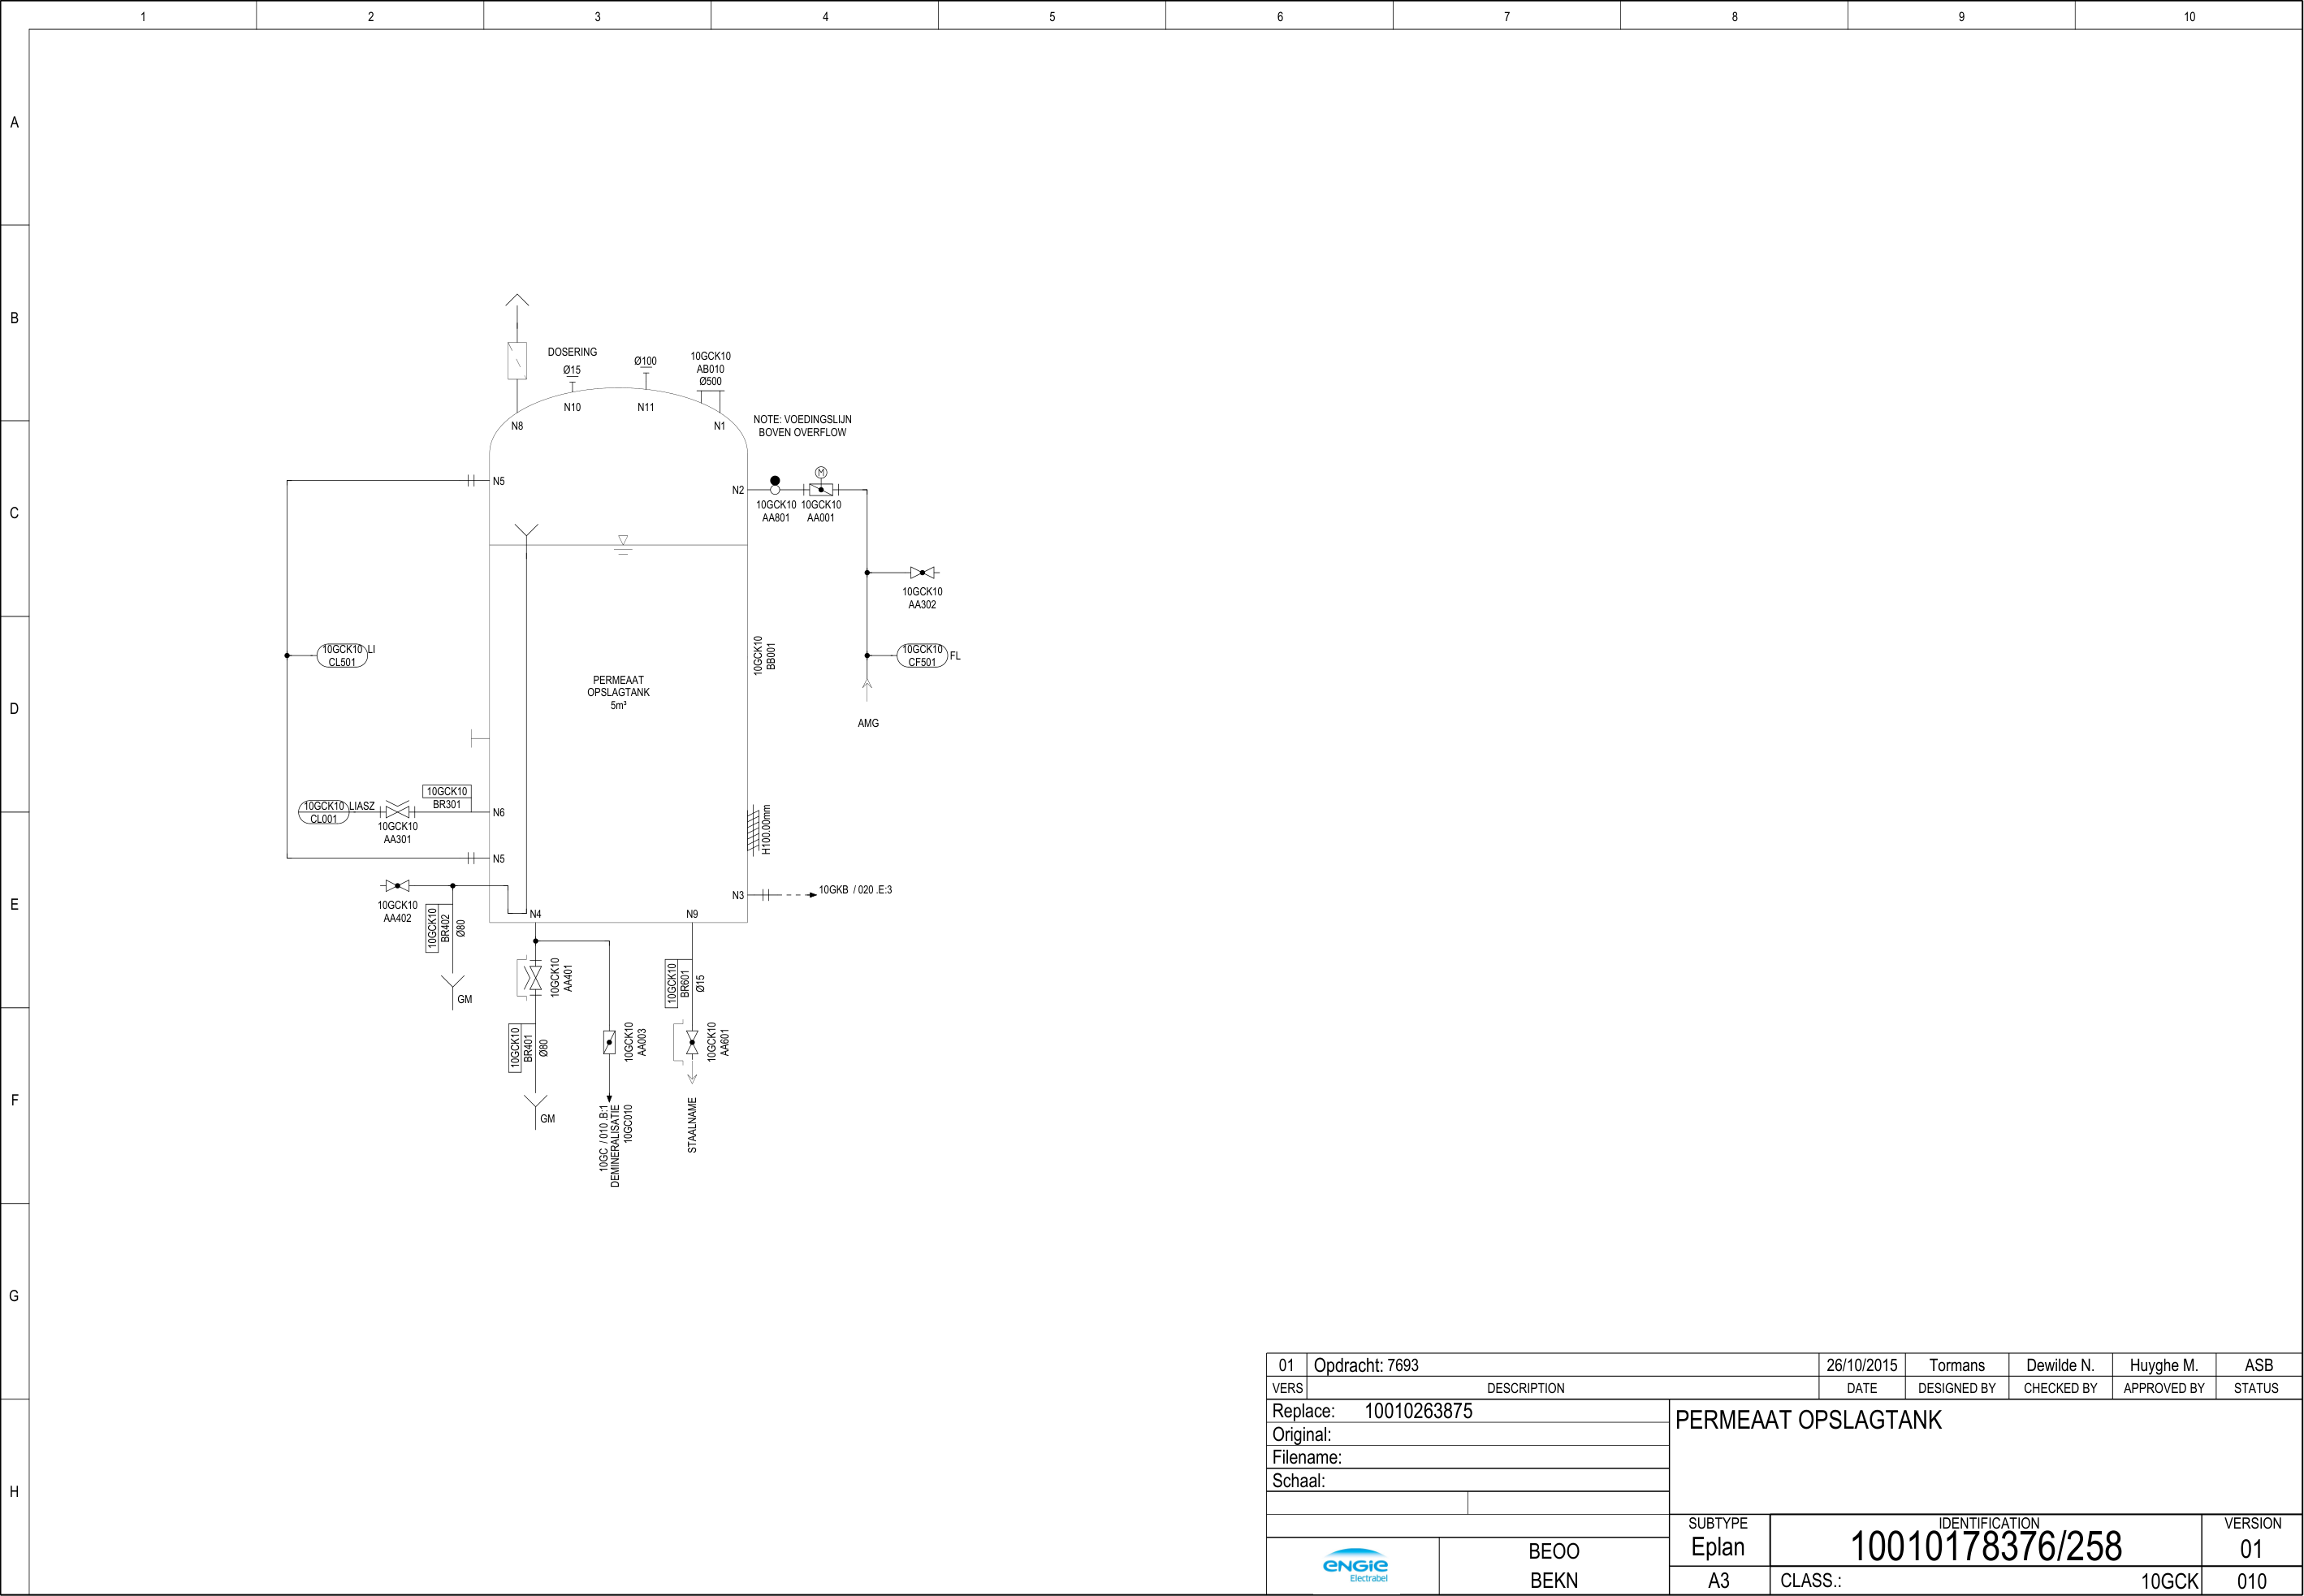 1 2 3 4 5 6 7 8 9 10
A
B
C
D
E
F
G
H
DOSERING
Ø15
N10
Ø100
N11
10GCK10
AB010
Ø500
N1
N8
NOTE: VOEDINGSLIJN
BOVEN OVERFLOW
N5
N2
M
10GCK10
AA801
10GCK10
AA001
10GCK10
AA302
10GCK10 LI
CL501
10GCK10
BB001
10GCK10
CF501 FL
PERMEAAT
OPSLAGTANK
5m³
AMG
10GCK10
BR301
10GCK10 LIASZ
CL001
10GCK10
AA301
N6
H100.00mm
N5
N3
10GKB / 020 .E:3
10GCK10
AA402
10GCK10
BR402
Ø80
GM
N4
N9
10GCK10
AA401
10GCK10
BR601
Ø15
10GCK10
BR401
Ø80
GM
10GCK10
AA003
10GCK10
AA601
10GC / 010 .B:1
DEMINERALISATIE
10GC010
STAALNAME
01 Opdracht: 7693 26/10/2015 Tormans Dewilde N. Huyghe M. ASB
VERS DESCRIPTION DATE DESIGNED BY CHECKED BY APPROVED BY STATUS
Replace: 10010263875
Original:
Filename:
Schaal:
PERMEAAT OPSLAGTANK
SUBTYPE
Eplan
IDENTIFICATION
10010178376/258
VERSION
01
ENGIE
Electrabel
BEOO
BEKN
A3
CLASS.: 10GCK 010